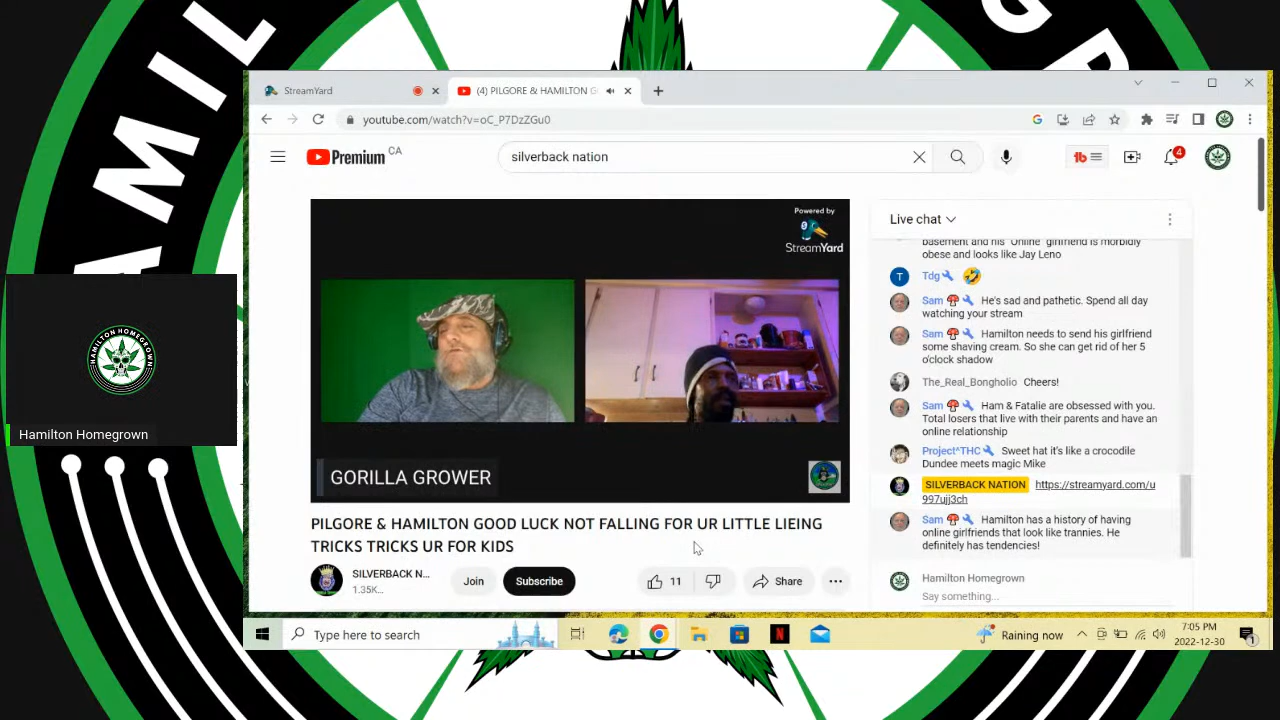 HAMIL
GR
StreamYard
(4) PILGORE & HAMILTON G
youtube.com/watch?v=oC_P7DzZGu0
Premium CA
silverback nation
4
Powered by
StreamYard
GORILLA GROWER
PILGORE & HAMILTON GOOD LUCK NOT FALLING FOR UR LITTLE LIEING
TRICKS TRICKS UR FOR KIDS
SILVERBACK N...
1.35K...
Join
Subscribe
11
Share
Live chat
basement and his "Online" girlfriend is morbidly
obese and looks like Jay Leno
T
Tdg
Sam He's sad and pathetic. Spend all day
watching your stream
Sam Hamilton needs to send his girlfriend
some shaving cream. So she can get rid of her 5
o'clock shadow
The_Real_Bongholio Cheers!
Sam Ham & Fatalie are obsessed with you.
Total losers that live with their parents and have an
online relationship
Project^THC Sweet hat it's like a crocodile
Dundee meets magic Mike
SILVERBACK NATION https://streamyard.com/u
997ujj3ch
Sam Hamilton has a history of having
online girlfriends that look like trannies. He
definitely has tendencies!
Hamilton Homegrown
Say something...
HAMILTON HOMEGROWN
Hamilton Homegrown
Type here to search
N
Raining now
7:05 PM
2022-12-30
1